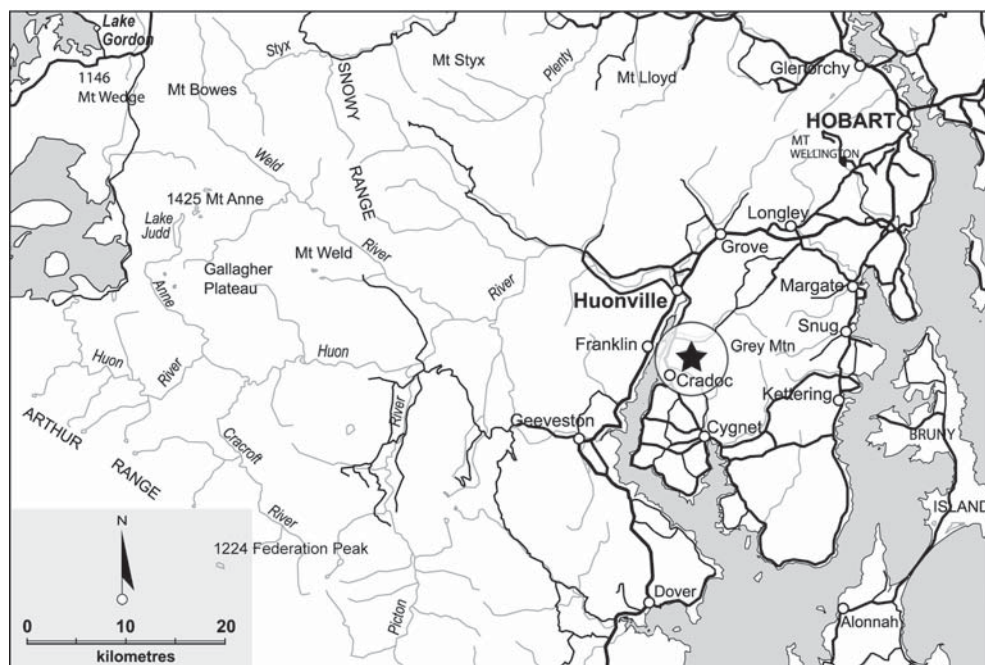 Lake
Gordon
1146
Mt Wedge
Mt Bowes
Styx
SNOWY
RANGE
Mt Styx
Plenty
Mt Lloyd
Glenorchy
HOBART
MT
WELLINGTON
Weld
River
1425 Mt Anne
Lake
Judd
Anne
River
Gallagher
Plateau
Mt Weld
River
Longley
Grove
Huonville
Margate
Snug
Franklin
Grey Mtn
Cradoc
Kettering
Huon
Huon
River
Geeveston
Cygnet
BRUNY
ISLAND
ARTHUR
RANGE
Cracroft
River
1224 Federation Peak
Picton
Dover
Alonnah
N
0 10 20
kilometres